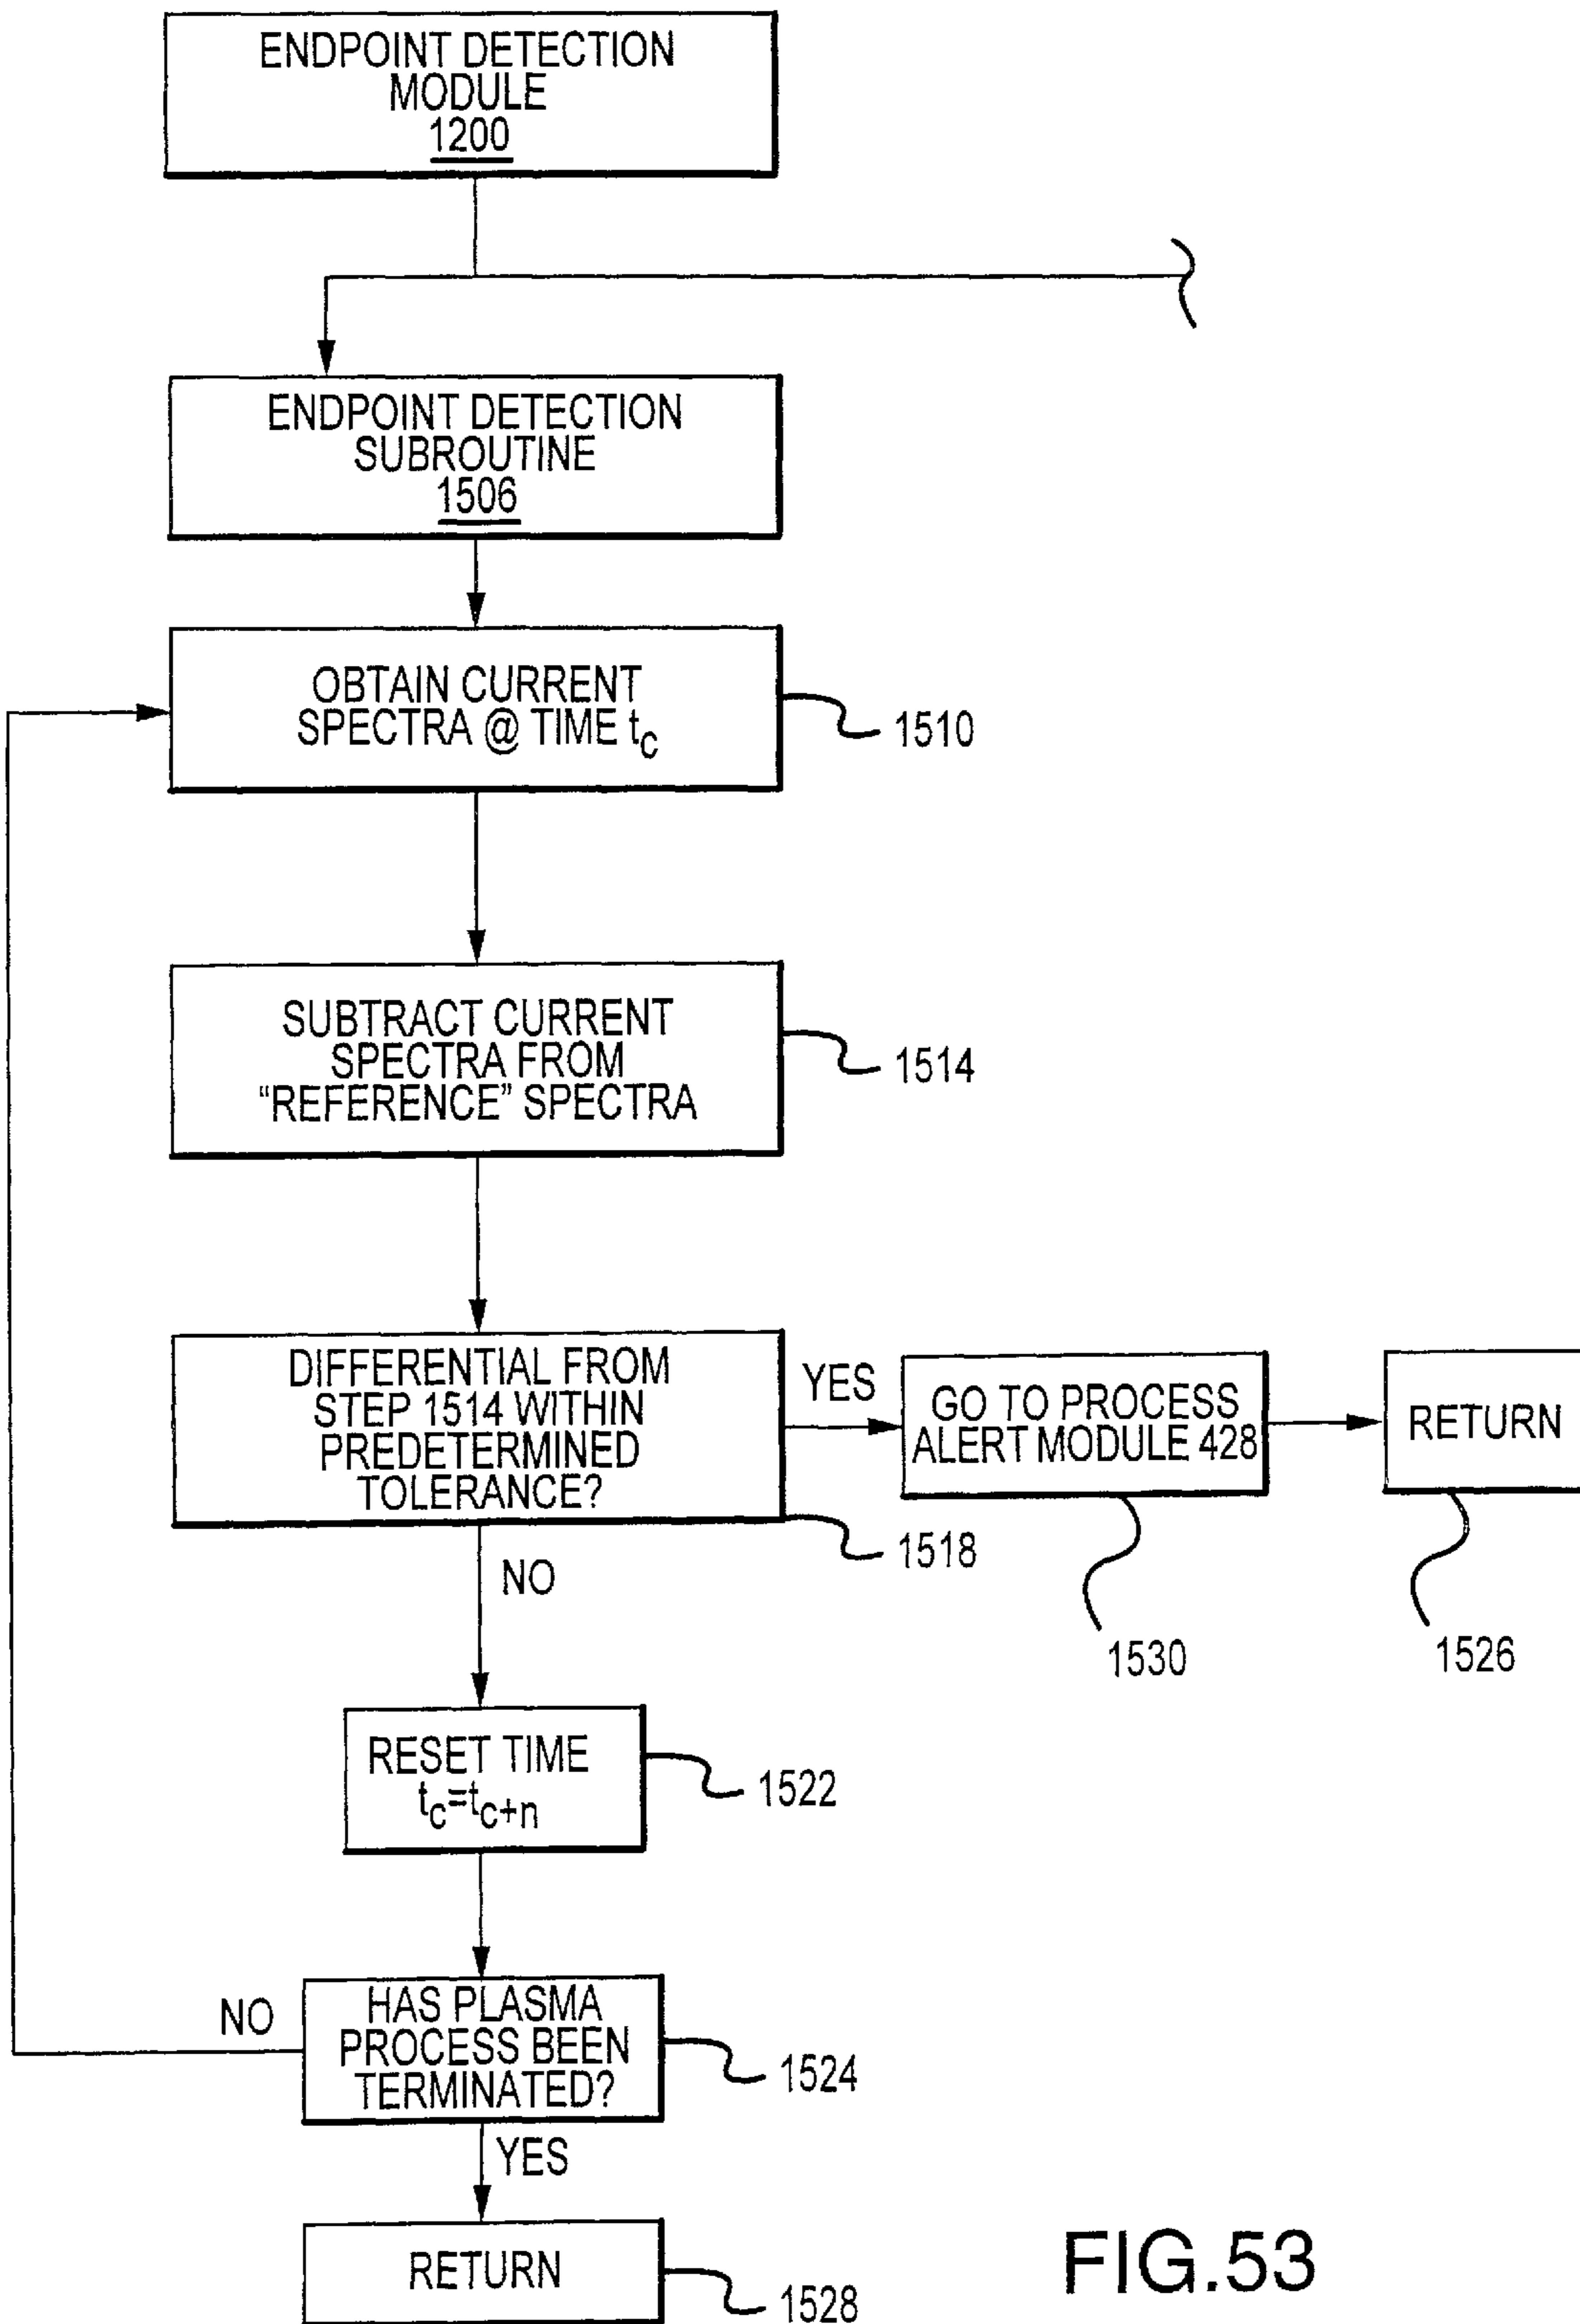 ENDPOINT DETECTION
MODULE
1200
ENDPOINT DETECTION
SUBROUTINE
1506
OBTAIN CURRENT
SPECTRA @ TIME tc
1510
SUBTRACT CURRENT
SPECTRA FROM
“REFERENCE” SPECTRA
1514
DIFFERENTIAL FROM
STEP 1514 WITHIN
PREDETERMINED
TOLERANCE?
1518
YES
GO TO PROCESS
ALERT MODULE 428
1530
RETURN
1526
NO
RESET TIME
tc=tc+n
1522
HAS PLASMA
PROCESS BEEN
TERMINATED?
1524
NO
YES
RETURN
1528
FIG.53